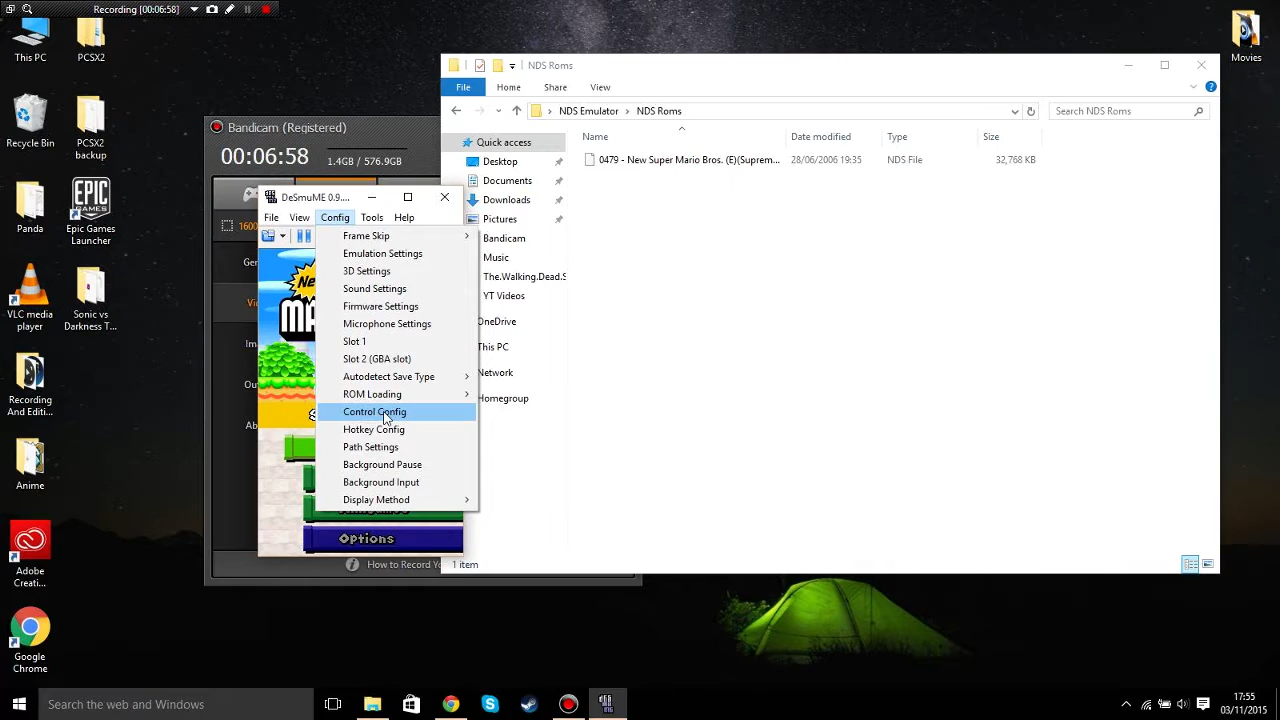 Recording [00:06:58]
This PC
PCSX2
Recycle Bin
PCSX2
backup
Panda
Epic Games
Launcher
EPIC
GAMES
VLC media
player
Sonic vs
Darkness T...
Recording
And Editi...
Anime
Adobe
Creati...
Google
Chrome
Movies
Bandicam (Registered)
00:06:58
1.4GB / 576.9GB
1600
How to Record Yo
DeSmuME 0.9....
File View Config Tools Help
Frame Skip
Emulation Settings
3D Settings
Sound Settings
Firmware Settings
Microphone Settings
Slot 1
Slot 2 (GBA slot)
Autodetect Save Type
ROM Loading
Control Config
Hotkey Config
Path Settings
Background Pause
Background Input
Display Method
Options
NDS Roms
File Home Share View
NDS Emulator NDS Roms
Search NDS Roms
Name Date modified Type Size
0479 - New Super Mario Bros. (E)(Suprem... 28/06/2006 19:35 NDS File 32,768 KB
Quick access
Desktop
Documents
Downloads
Pictures
Bandicam
Music
The.Walking.Dead.S
YT Videos
OneDrive
This PC
Network
Homegroup
1 item
Search the web and Windows
17:55
03/11/2015